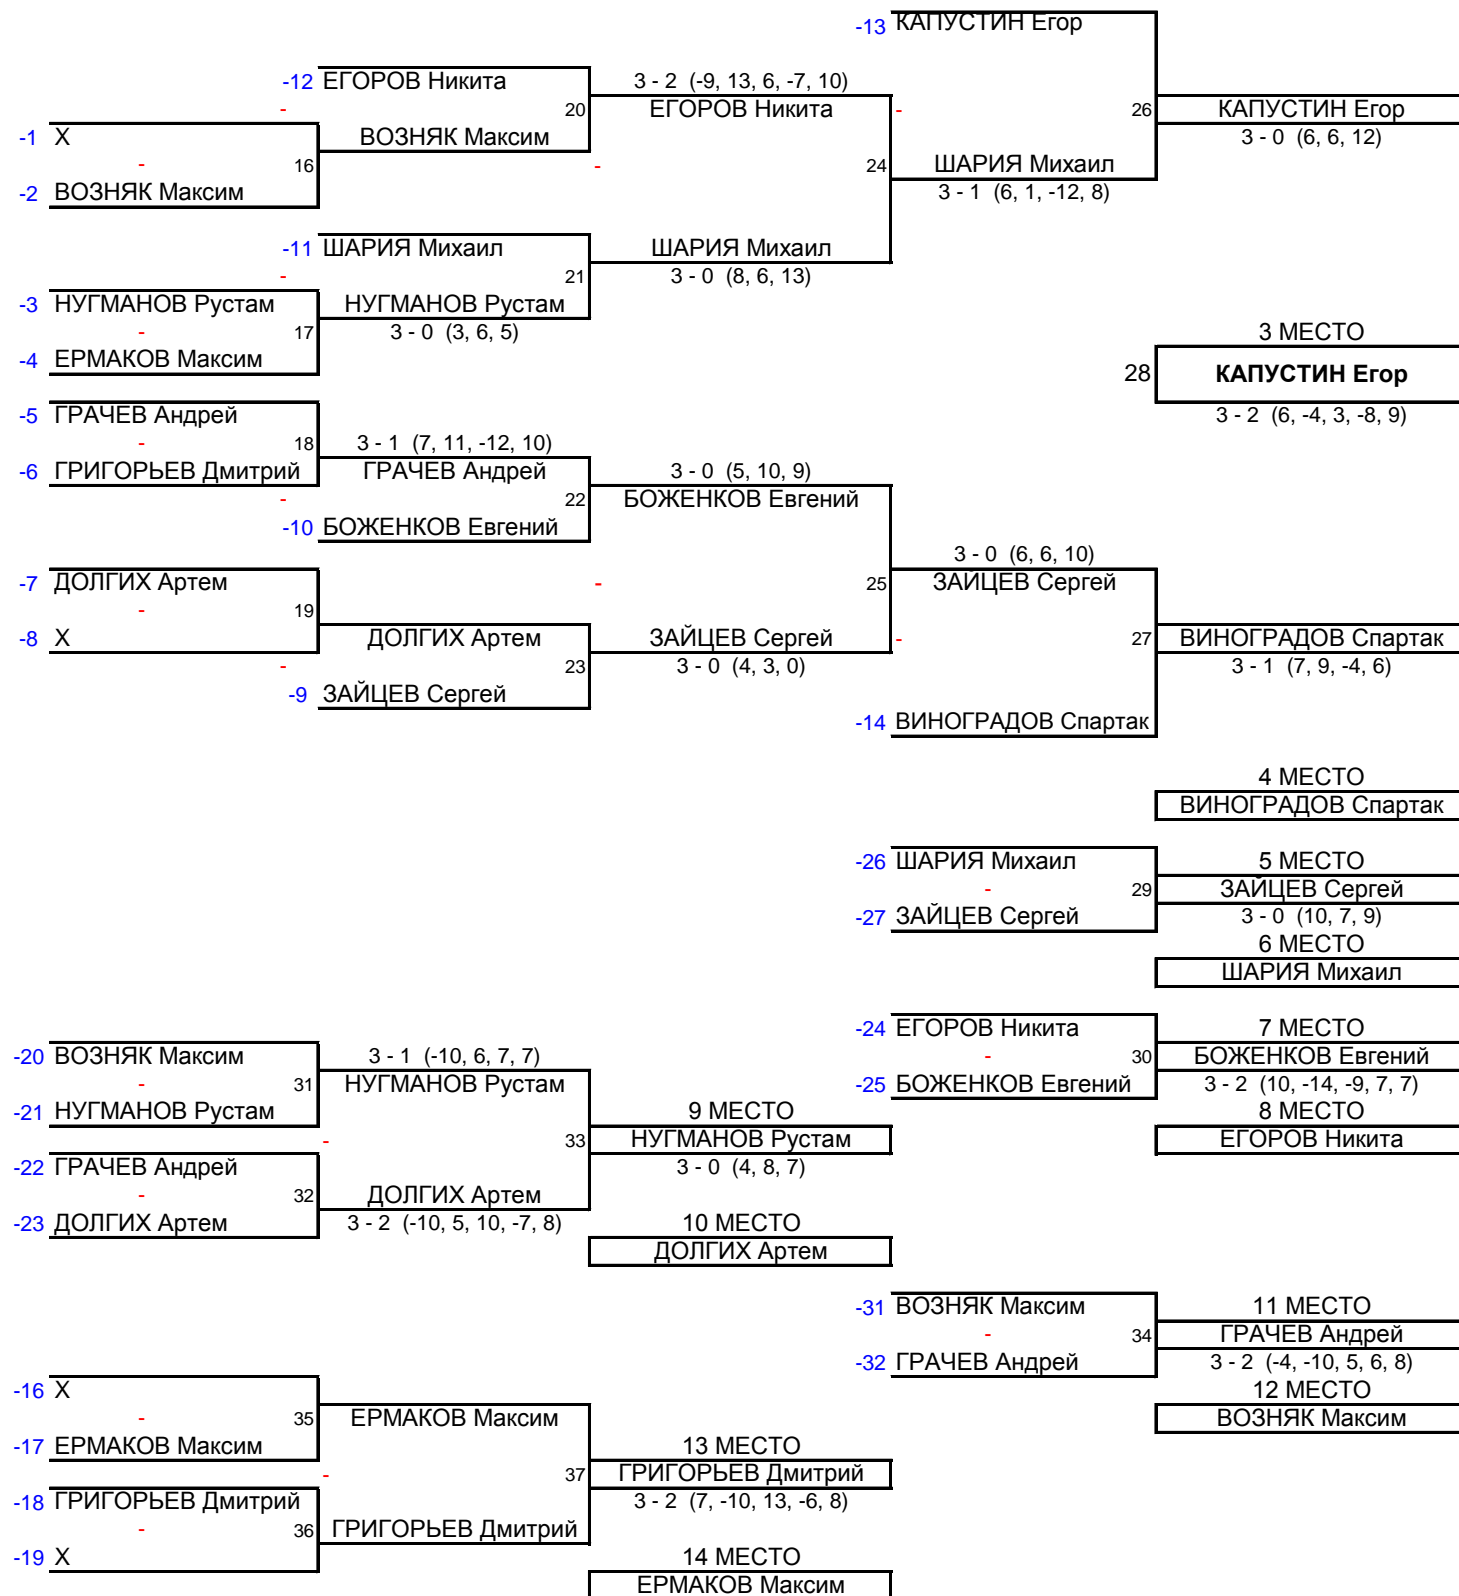 -13 КАПУСТИН Егор
-12 ЕГОРОВ Никита 3 - 2 (-9, 13, 6, -7, 10)
- 20 ЕГОРОВ Никита - 26 КАПУСТИН Егор
-1 X ВОЗНЯК Максим 3 - 0 (6, 6, 12)
- 16 - 24 ШАРИЯ Михаил
-2 ВОЗНЯК Максим 3 - 1 (6, 1, -12, 8)
-11 ШАРИЯ Михаил ШАРИЯ Михаил
- 21 3 - 0 (8, 6, 13)
-3 НУГМАНОВ Рустам НУГМАНОВ Рустам
- 17 3 - 0 (3, 6, 5) 3 МЕСТО
-4 ЕРМАКОВ Максим
28 КАПУСТИН Егор
-5 ГРАЧЕВ Андрей 3 - 2 (6, -4, 3, -8, 9)
- 18 3 - 1 (7, 11, -12, 10)
-6 ГРИГОРЬЕВ Дмитрий ГРАЧЕВ Андрей 3 - 0 (5, 10, 9)
- 22 БОЖЕНКОВ Евгений
-10 БОЖЕНКОВ Евгений
3 - 0 (6, 6, 10)
-7 ДОЛГИХ Артем - 25 ЗАЙЦЕВ Сергей
- 19
-8 X ДОЛГИХ Артем ЗАЙЦЕВ Сергей - 27 ВИНОГРАДОВ Спартак
- 23 3 - 0 (4, 3, 0) 3 - 1 (7, 9, -4, 6)
-9 ЗАЙЦЕВ Сергей
-14 ВИНОГРАДОВ Спартак
4 МЕСТО
ВИНОГРАДОВ Спартак
-26 ШАРИЯ Михаил 5 МЕСТО
- 29 ЗАЙЦЕВ Сергей
-27 ЗАЙЦЕВ Сергей 3 - 0 (10, 7, 9)
6 МЕСТО
ШАРИЯ Михаил
-24 ЕГОРОВ Никита 7 МЕСТО
-20 ВОЗНЯК Максим 3 - 1 (-10, 6, 7, 7) - 30 БОЖЕНКОВ Евгений
- 31 НУГМАНОВ Рустам -25 БОЖЕНКОВ Евгений 3 - 2 (10, -14, -9, 7, 7)
-21 НУГМАНОВ Рустам 9 МЕСТО 8 МЕСТО
- 33 НУГМАНОВ Рустам ЕГОРОВ Никита
-22 ГРАЧЕВ Андрей 3 - 0 (4, 8, 7)
- 32 ДОЛГИХ Артем
-23 ДОЛГИХ Артем 3 - 2 (-10, 5, 10, -7, 8) 10 МЕСТО
ДОЛГИХ Артем
-31 ВОЗНЯК Максим 11 МЕСТО
- 34 ГРАЧЕВ Андрей
-32 ГРАЧЕВ Андрей 3 - 2 (-4, -10, 5, 6, 8)
-16 X 12 МЕСТО
- 35 ЕРМАКОВ Максим ВОЗНЯК Максим
-17 ЕРМАКОВ Максим 13 МЕСТО
- 37 ГРИГОРЬЕВ Дмитрий
-18 ГРИГОРЬЕВ Дмитрий 3 - 2 (7, -10, 13, -6, 8)
- 36 ГРИГОРЬЕВ Дмитрий
-19 X 14 МЕСТО
ЕРМАКОВ Максим